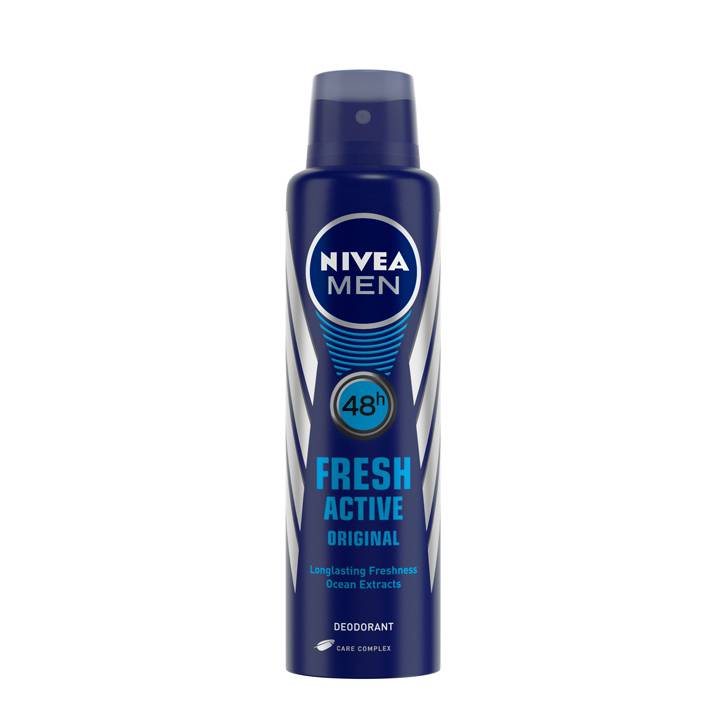 NIVEA
MEN
48h
FRESH
ACTIVE
ORIGINAL
Longlasting Freshness
Ocean Extracts
DEODORANT
CARE COMPLEX